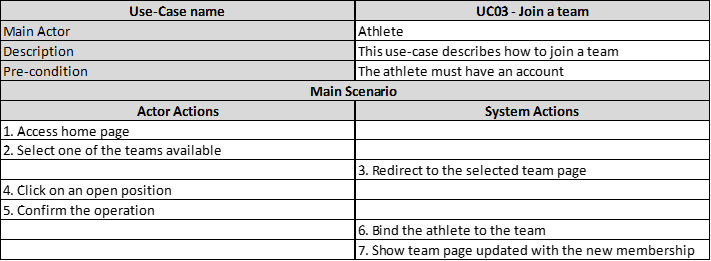 Use-Case name UC03 - Join a team
Main Actor Athlete
Description This use-case describes how to join a team
Pre-condition The athlete must have an account
Main Scenario
Actor Actions System Actions
1. Access home page
2. Select one of the teams available
3. Redirect to the selected team page
4. Click on an open position
5. Confirm the operation
6. Bind the athlete to the team
7. Show team page updated with the new membership